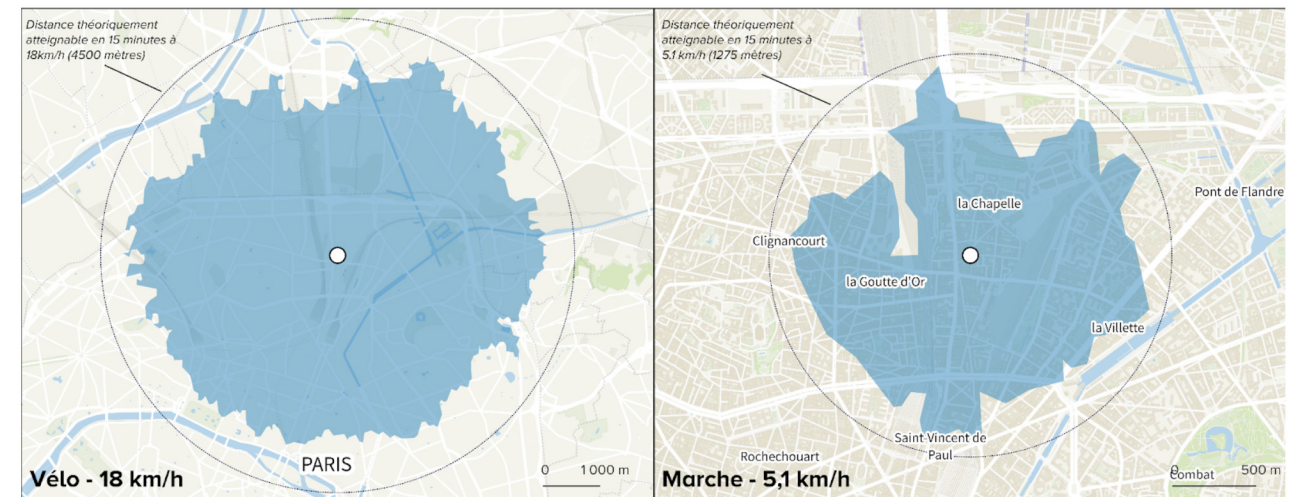 Distance théoriquement
atteignable en 15 minutes à
18km/h (4500 mètres)
PARIS
Vélo - 18 km/h
0 1 000 m
Distance théoriquement
atteignable en 15 minutes à
5.1 km/h (1275 mètres)
Pont de Flandre
la Chapelle
Clignancourt
la Goutte d'Or
la Villette
Saint-Vincent de
Paul
Rochechouart
Combat
Marche - 5,1 km/h
0 500 m